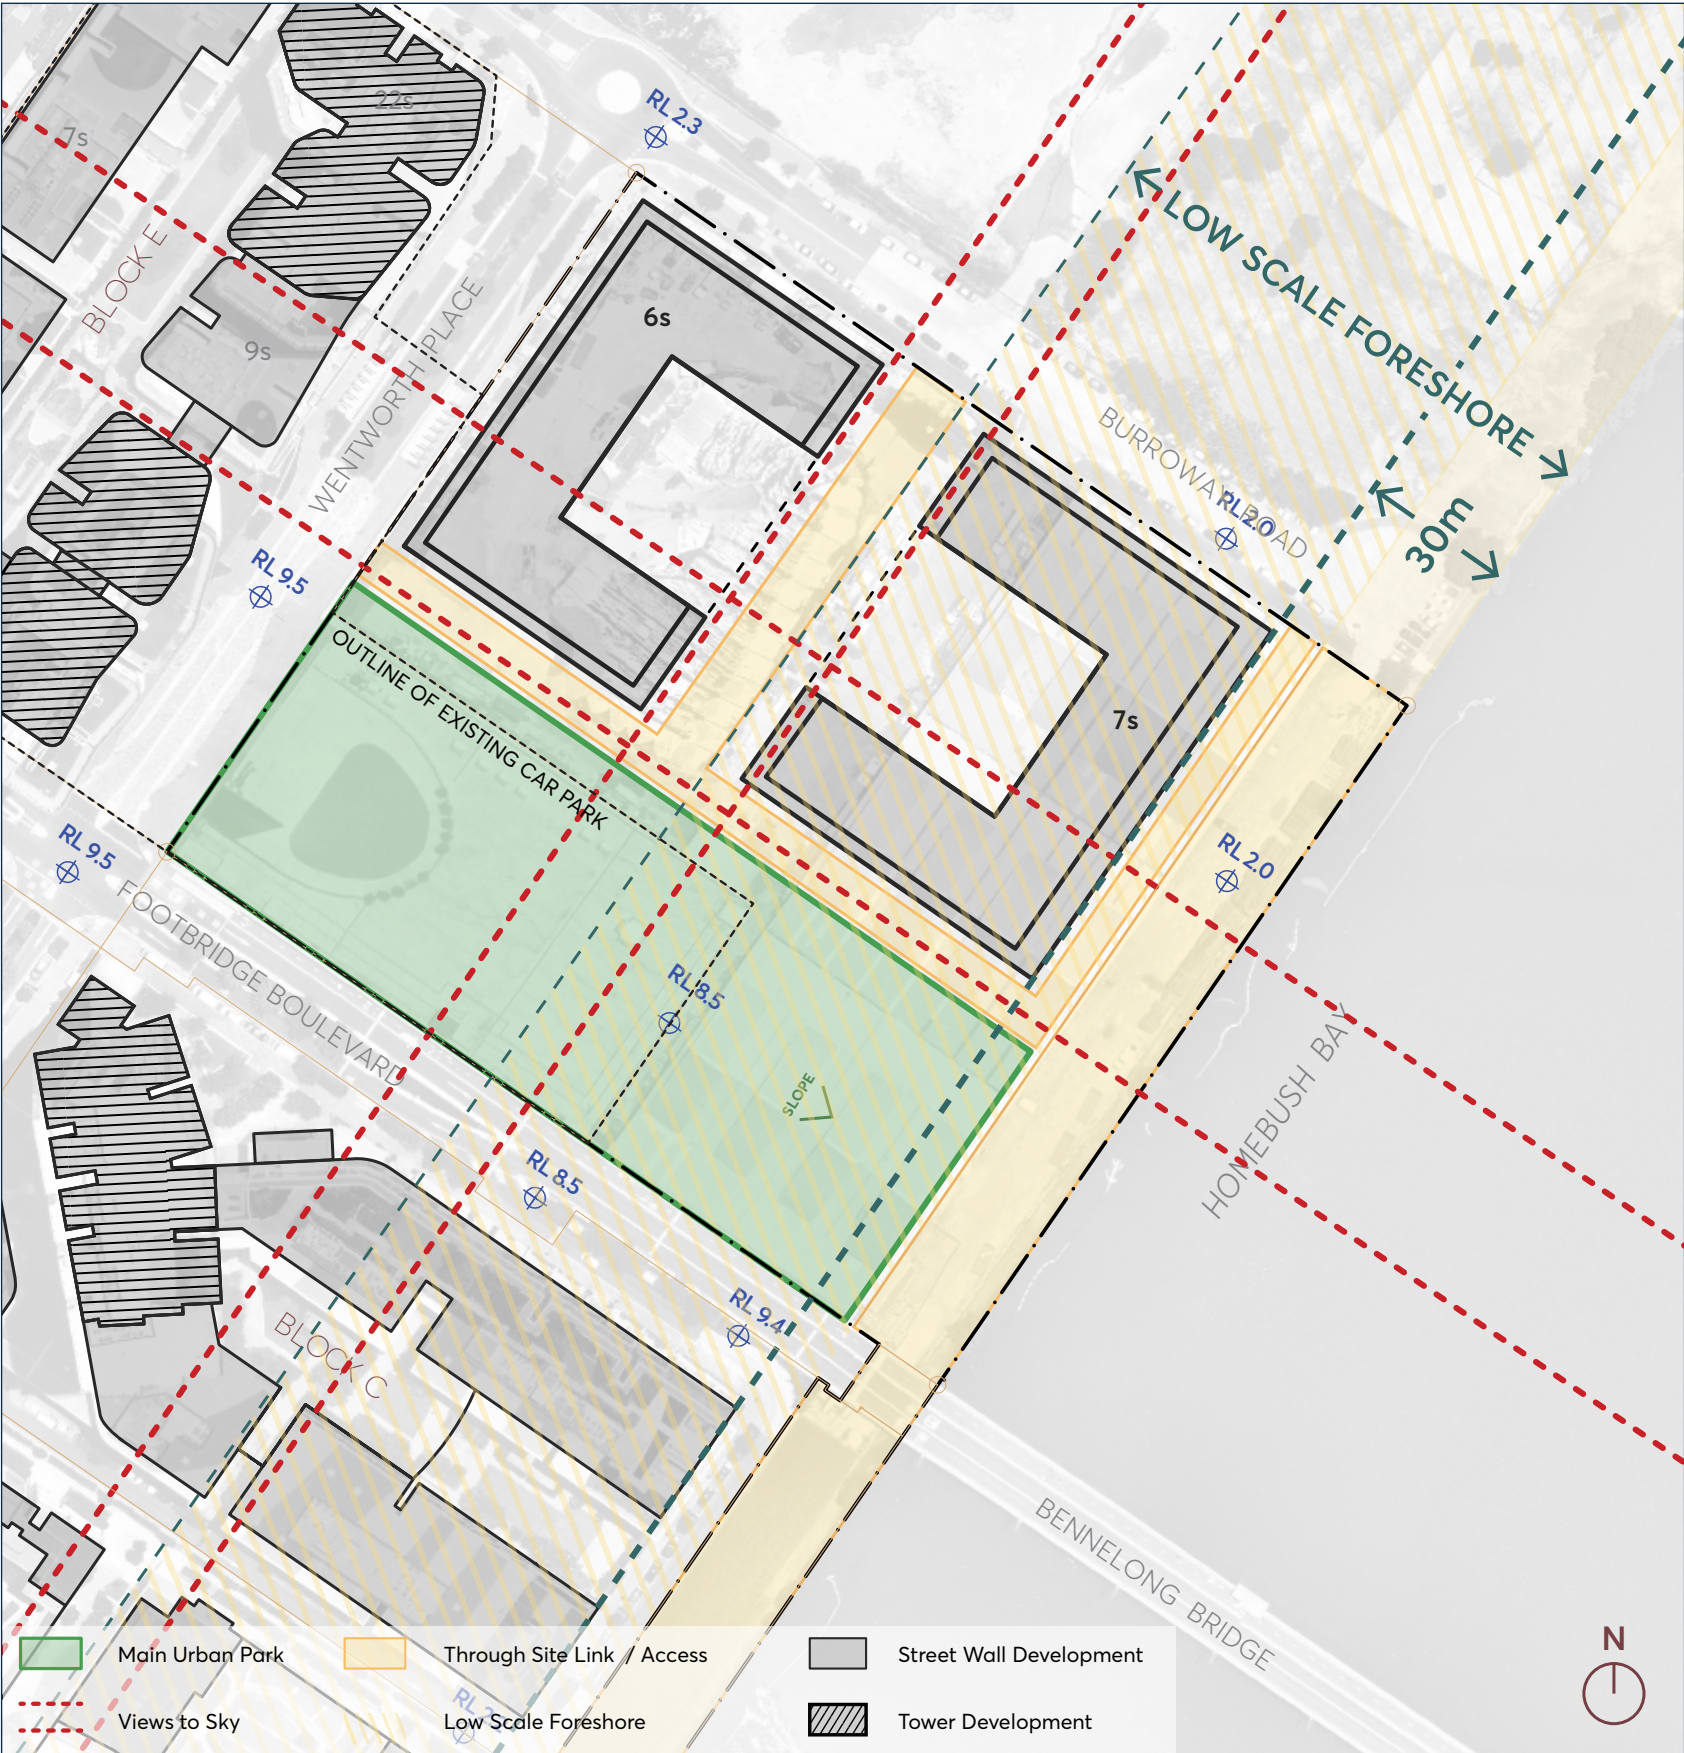 22s
RL 2.3
7s
LOW SCALE FORESHORE
BLOCK E
6s
9s
WENTWORTH PLACE
BURROWAY ROAD
RL 2.0
30m
RL 9.5
OUTLINE OF EXISTING CAR PARK
7s
RL 9.5
RL 2.0
FOOTBRIDGE BOULEVARD
RL 8.5
SLOPE
HOMEBUSH BAY
RL 8.5
RL 9.4
BLOCK C
BENNELONG BRIDGE
N
Main Urban Park
Through Site Link / Access
Street Wall Development
Views to Sky
Low Scale Foreshore
Tower Development